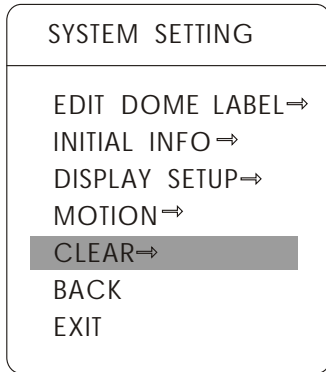 SYSTEM SETTING
EDIT DOME LABEL⇒
INITIAL INFO⇒
DISPLAY SETUP⇒
MOTION⇒
CLEAR⇒
BACK
EXIT